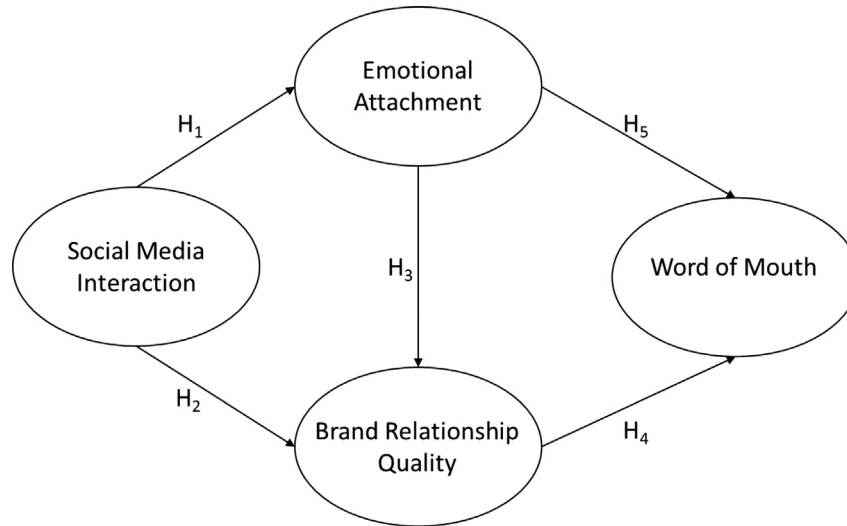 Emotional
Attachment
H₁
H₅
Social Media
Interaction
H₃
Word of Mouth
H₂
Brand Relationship
Quality
H₄